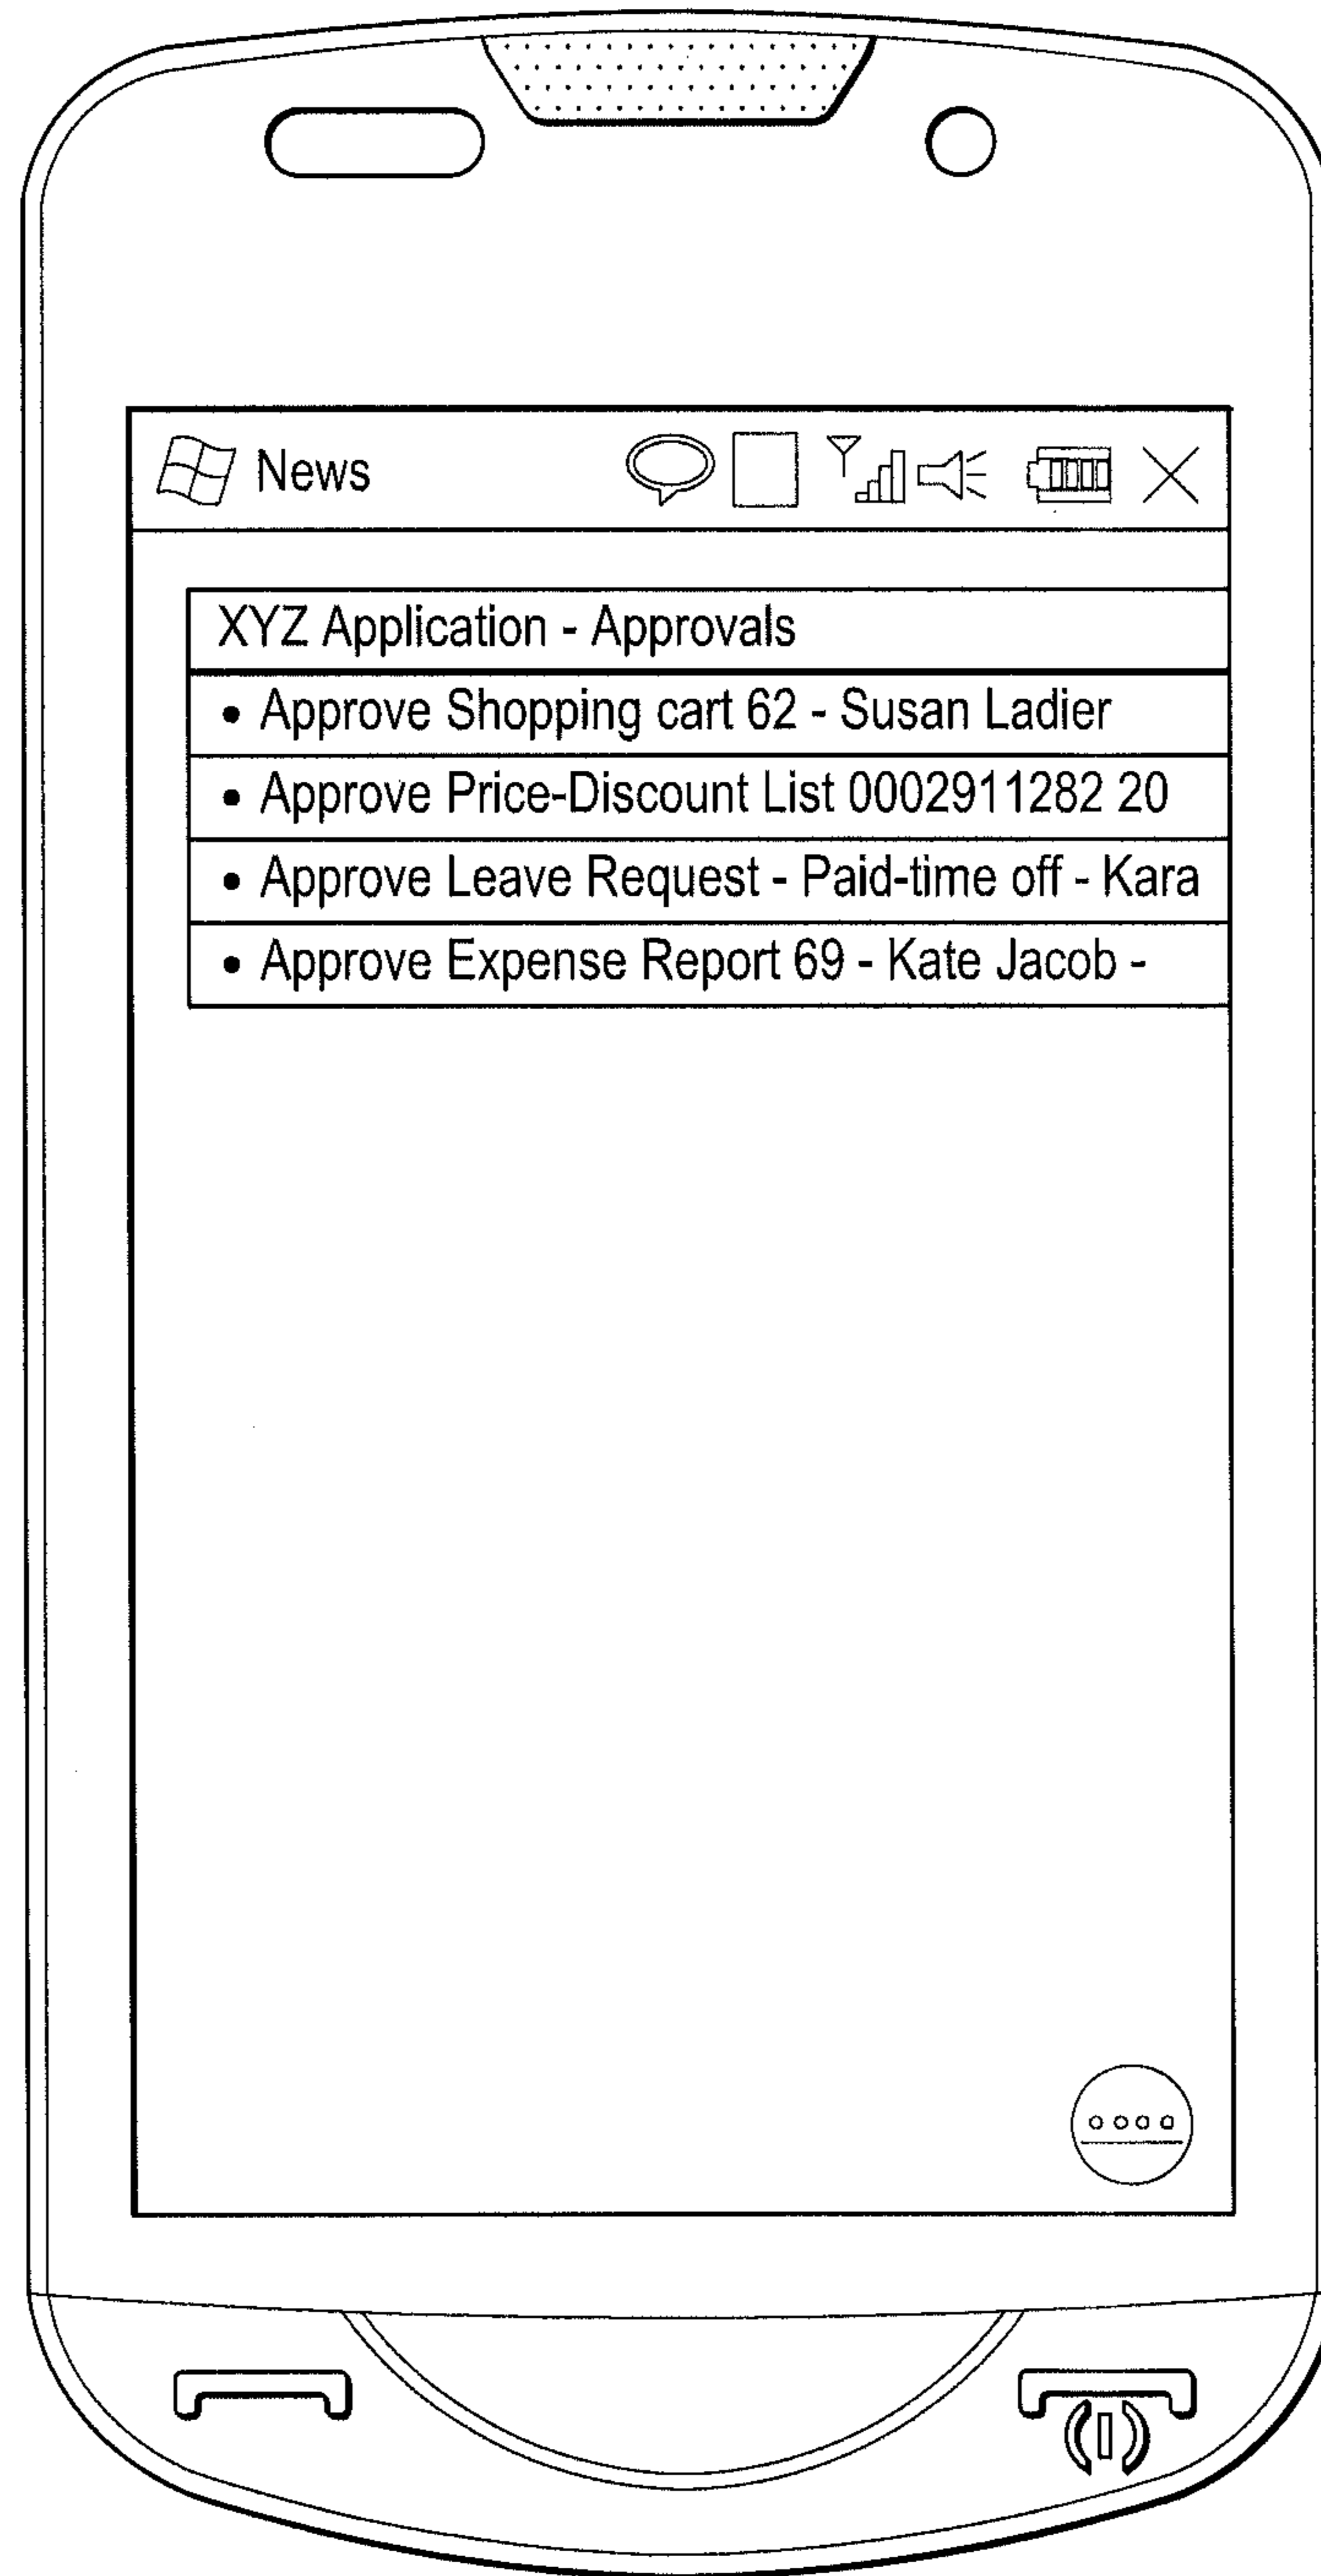 News
XYZ Application - Approvals
• Approve Shopping cart 62 - Susan Ladier
• Approve Price-Discount List 0002911282 20
• Approve Leave Request - Paid-time off - Kara
• Approve Expense Report 69 - Kate Jacob -